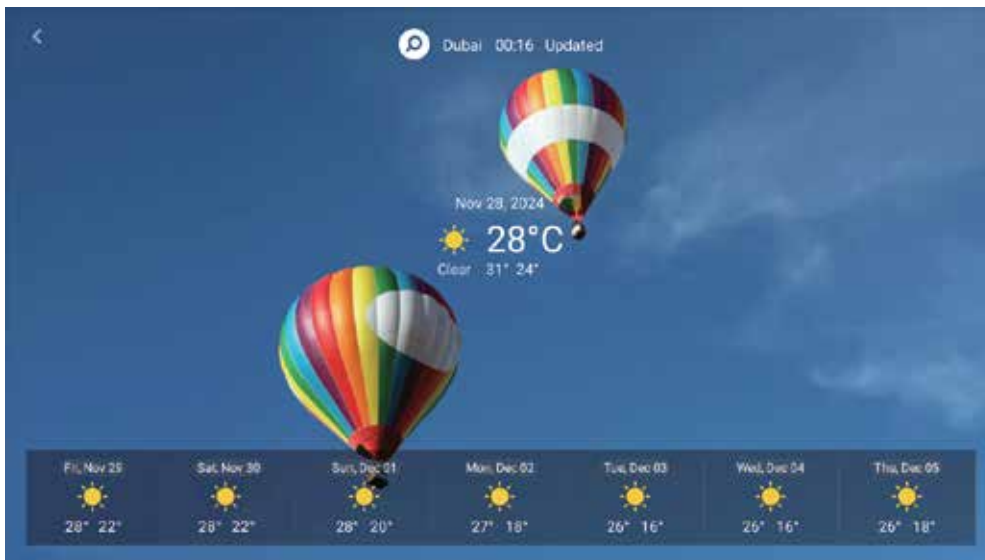 Dubai 00:16 Updated
Nov 28, 2024
28°C
Clear 31° 24°
Fri, Nov 29 Sat, Nov 30 Sun, Dec 01 Mon, Dec 02 Tue, Dec 03 Wed, Dec 04 Thu, Dec 05
28° 22° 28° 22° 28° 20° 27° 18° 26° 16° 26° 16° 26° 18°